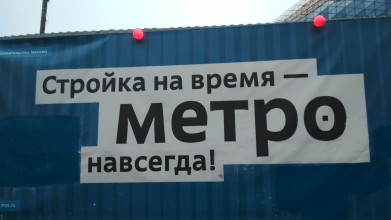 Стройка на время —
метро
навсегда!